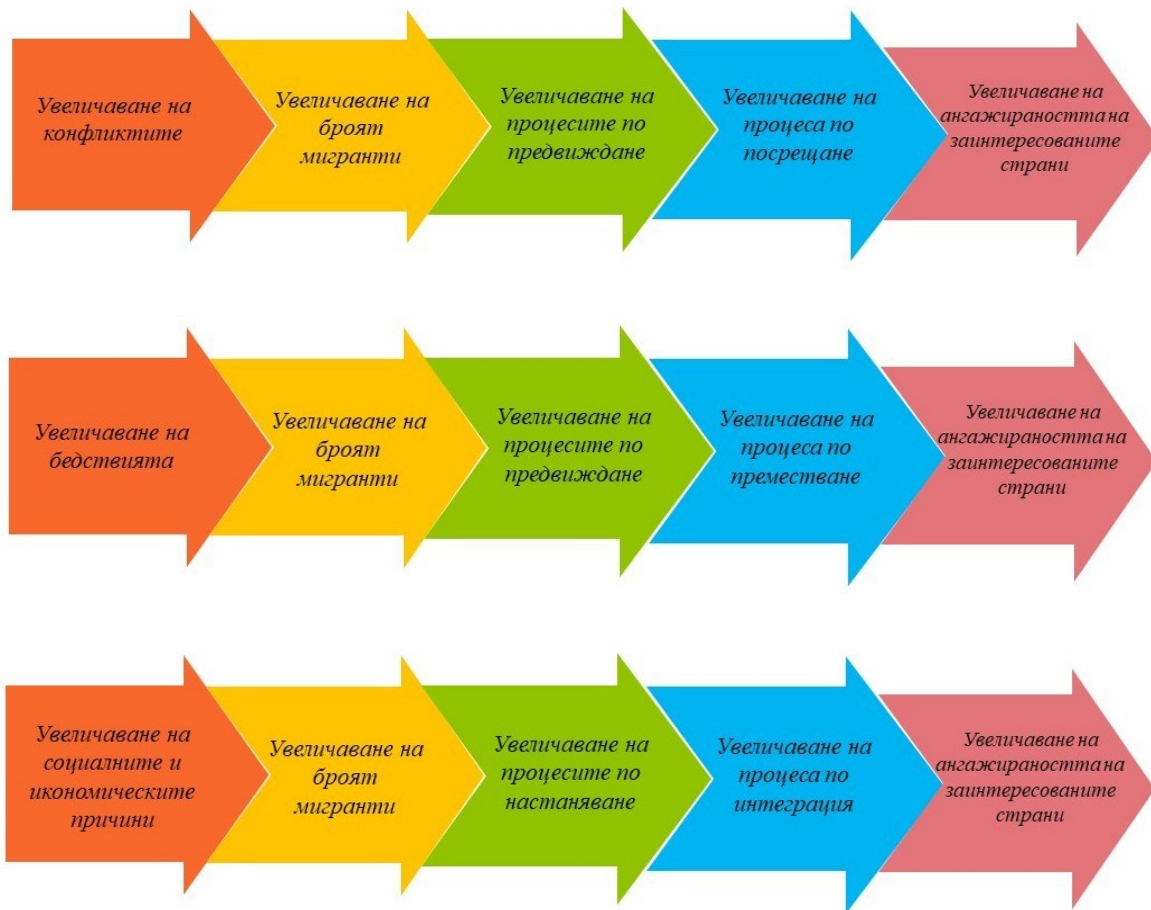 Увеличаване на
конфликтите
Увеличаване на
броят
мигранти
Увеличаване на
процесите по
предвиждане
Увеличаване на
процеса по
посрещане
Увеличаване на
ангажираността на
заинтересованите
страни
Увеличаване на
бедствията
Увеличаване на
броят
мигранти
Увеличаване на
процесите по
предвиждане
Увеличаване на
процеса по
преместване
Увеличаване на
ангажираността на
заинтересованите
страни
Увеличаване на
социалните и
икономическите
причини
Увеличаване на
броят
мигранти
Увеличаване на
процесите по
настаняване
Увеличаване на
процеса по
интеграция
Увеличаване на
ангажираността на
заинтересованите
страни